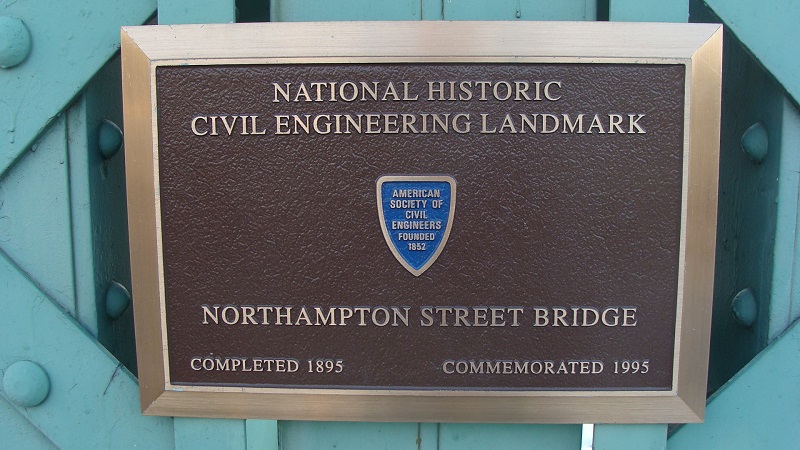 NATIONAL HISTORIC
CIVIL ENGINEERING LANDMARK
AMERICAN
SOCIETY OF
CIVIL
ENGINEERS
FOUNDED
1852
NORTHAMPTON STREET BRIDGE
COMPLETED 1895 COMMEMORATED 1995